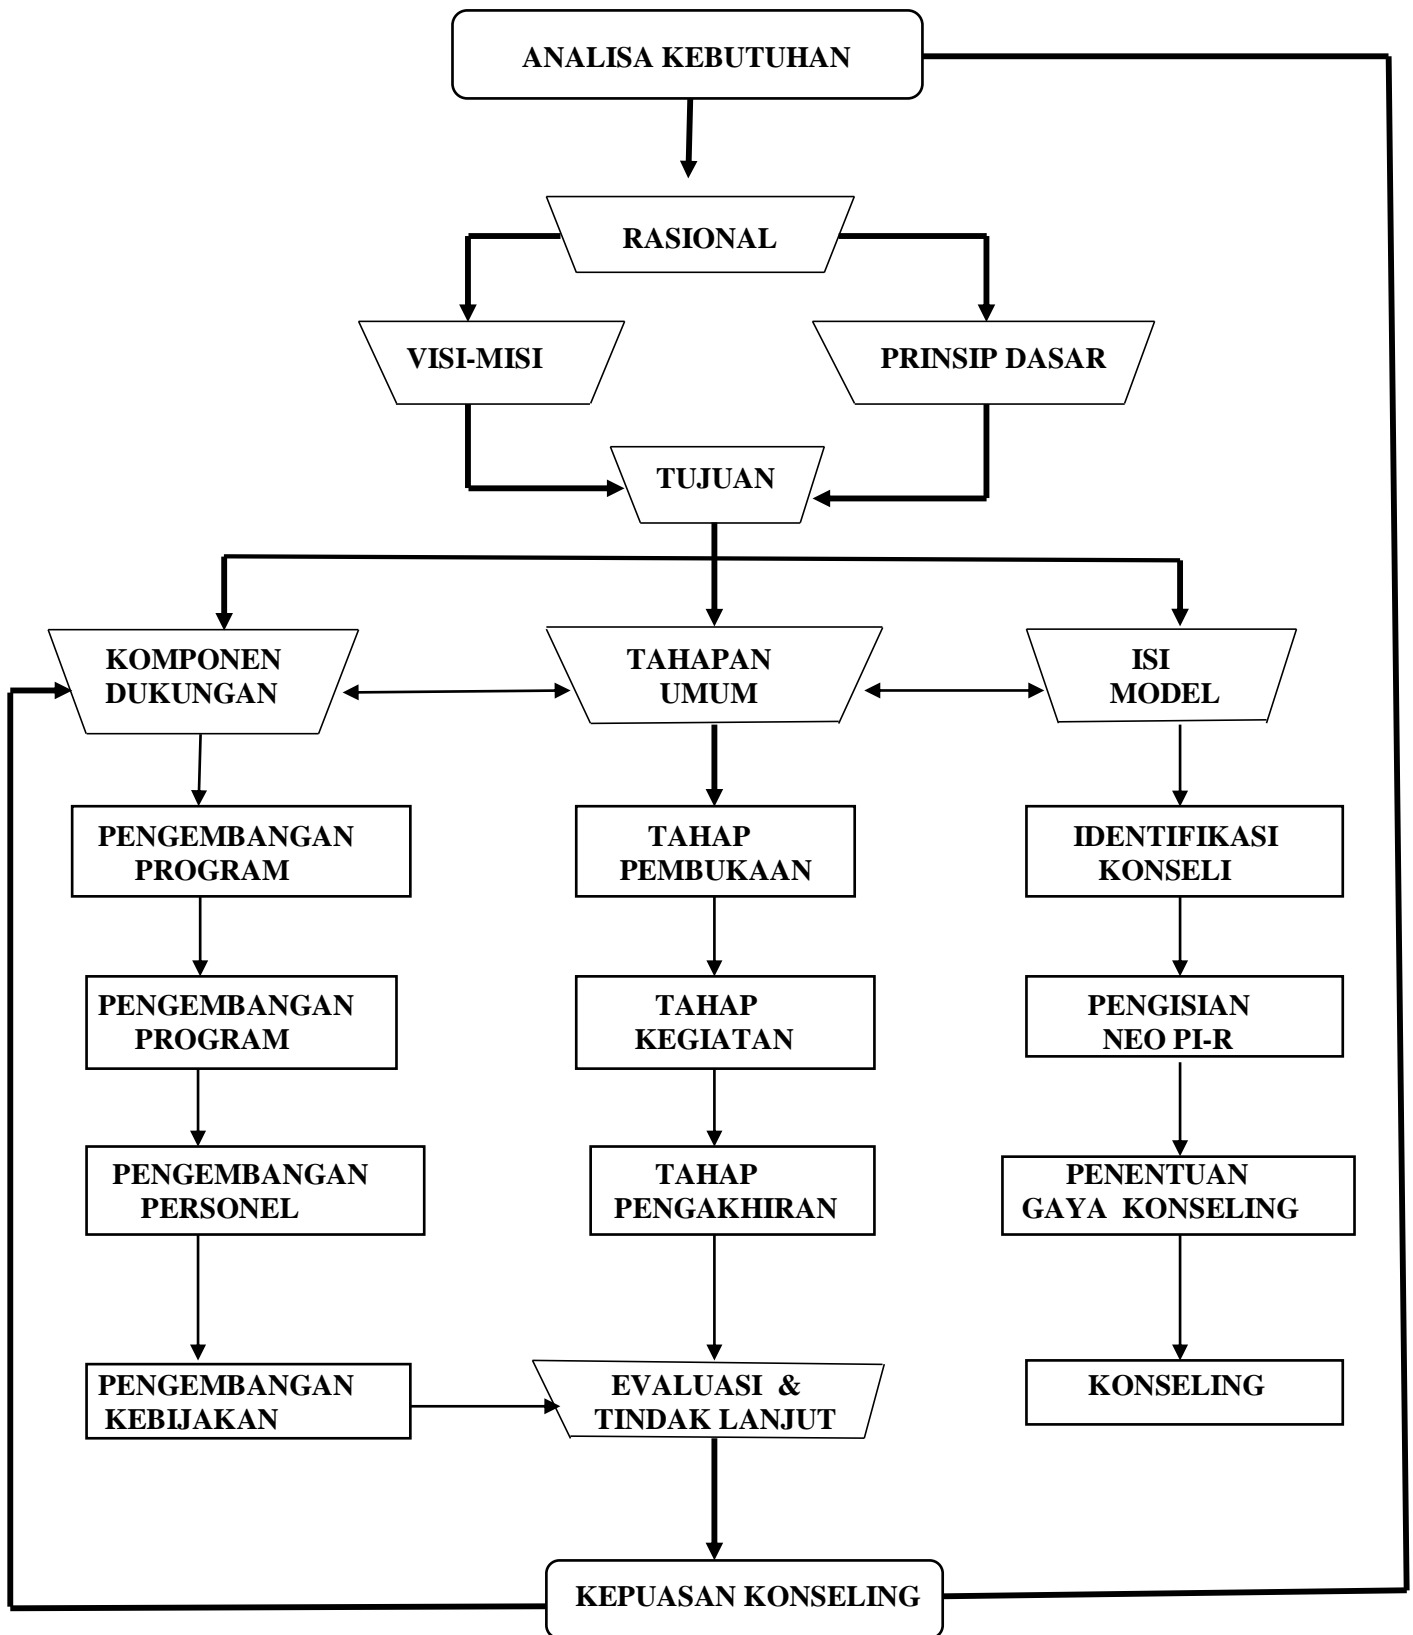 ANALISA KEBUTUHAN
RASIONAL
VISI-MISI
PRINSIP DASAR
TUJUAN
KOMPONEN
DUKUNGAN
TAHAPAN
UMUM
ISI
MODEL
PENGEMBANGAN
PROGRAM
TAHAP
PEMBUKAAN
IDENTIFIKASI
KONSELI
PENGEMBANGAN
PROGRAM
TAHAP
KEGIATAN
PENGISIAN
NEO PI-R
PENGEMBANGAN
PERSONEL
TAHAP
PENGAKHIRAN
PENENTUAN
GAYA KONSELING
PENGEMBANGAN
KEBIJAKAN
EVALUASI &
TINDAK LANJUT
KONSELING
KEPUASAN KONSELING